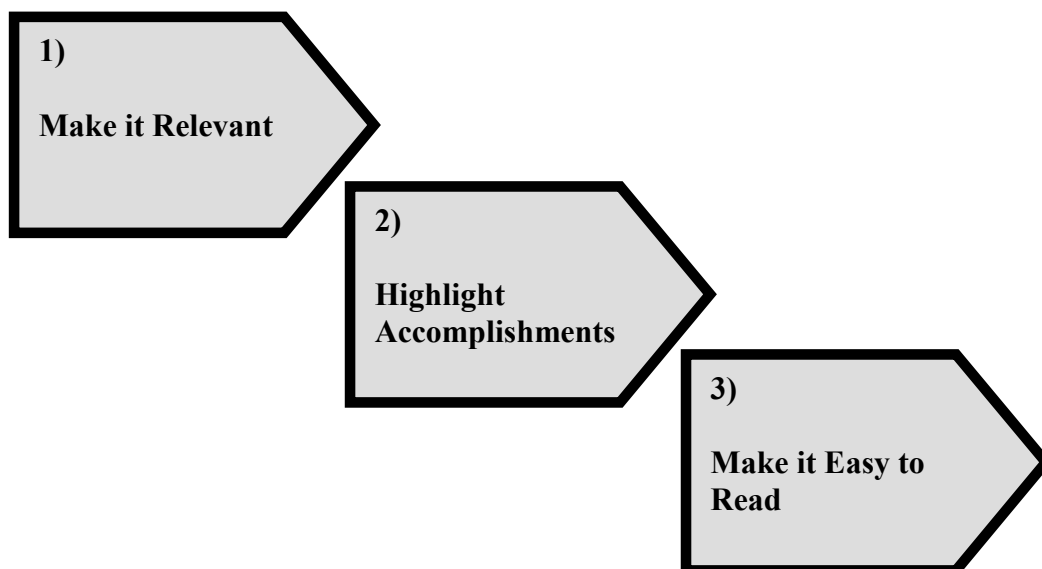 1)
Make it Relevant
2)
Highlight
Accomplishments
3)
Make it Easy to
Read